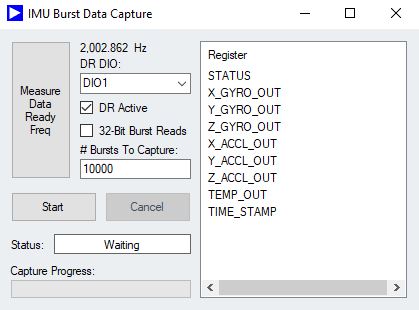 IMU Burst Data Capture
Measure
Data
Ready
Freq
2,002.862 Hz
DR DIO:
DIO1
DR Active
32-Bit Burst Reads
# Bursts To Capture:
10000
Start
Cancel
Status:
Waiting
Capture Progress:
Register
STATUS
X_GYRO_OUT
Y_GYRO_OUT
Z_GYRO_OUT
X_ACCL_OUT
Y_ACCL_OUT
Z_ACCL_OUT
TEMP_OUT
TIME_STAMP